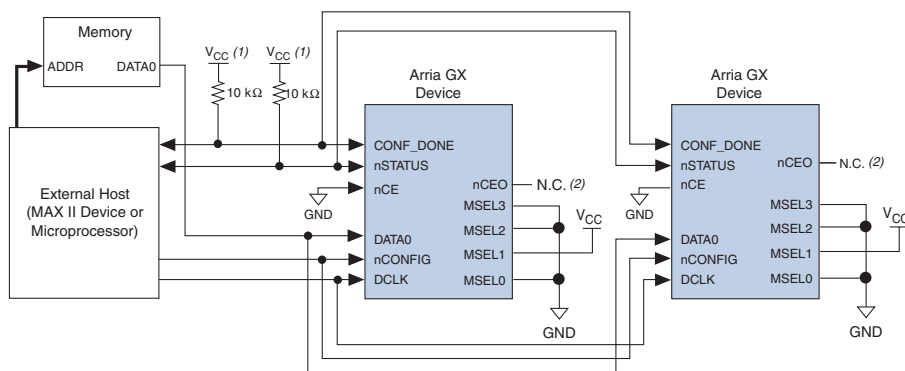 Memory
ADDR
DATA0
VCC (1)
VCC (1)
10 kΩ
10 kΩ
Arria GX
Device
Arria GX
Device
External Host
(MAX II Device or
Microprocessor)
CONF_DONE
nSTATUS
nCE
GND
DATA0
nCONFIG
DCLK
nCEO
N.C. (2)
MSEL3
MSEL2
MSEL1
MSEL0
VCC
GND
CONF_DONE
nSTATUS
nCE
GND
DATA0
nCONFIG
DCLK
nCEO
N.C. (2)
MSEL3
MSEL2
MSEL1
MSEL0
VCC
GND